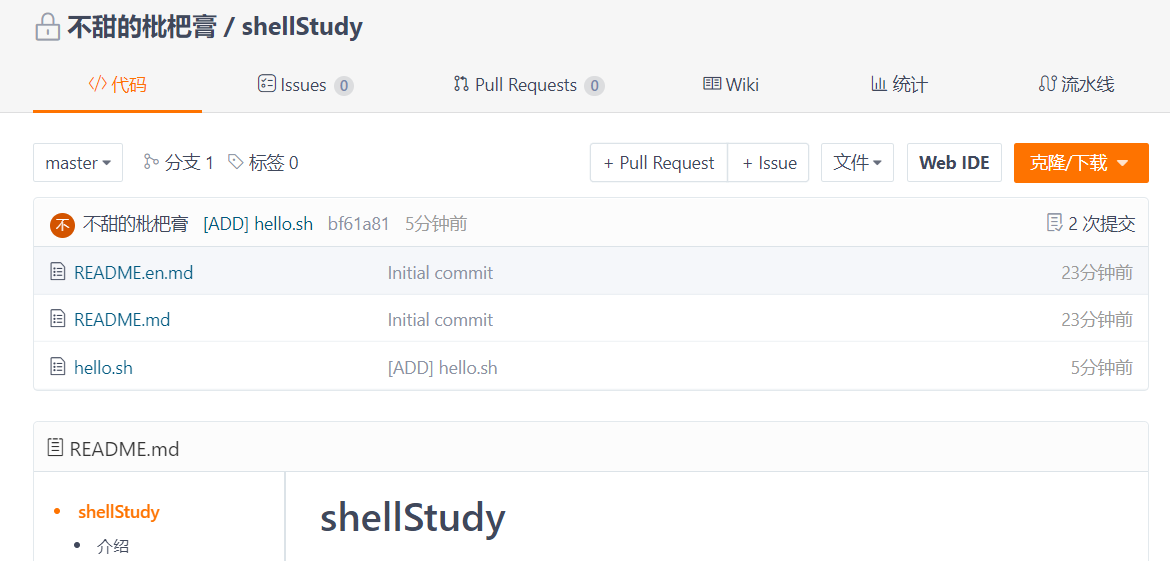 不甜的枇杷膏 / shellStudy
代码 Issues 0 Pull Requests 0 Wiki 统计 流水线
master 分支 1 标签 0 + Pull Request + Issue 文件 Web IDE 克隆/下载
不 不甜的枇杷膏 [ADD] hello.sh bf61a81 5分钟前 2 次提交
README.en.md Initial commit 23分钟前
README.md Initial commit 23分钟前
hello.sh [ADD] hello.sh 5分钟前
README.md
shellStudy
介绍
shellStudy